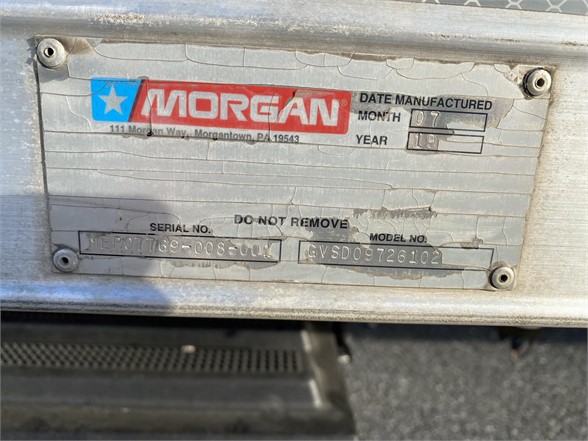 MORGAN®
111 Morgan Way, Morgantown, PA 19543
DATE MANUFACTURED
MONTH 07
YEAR 18
DO NOT REMOVE
SERIAL NO.
MODEL NO.
GVSD09726102